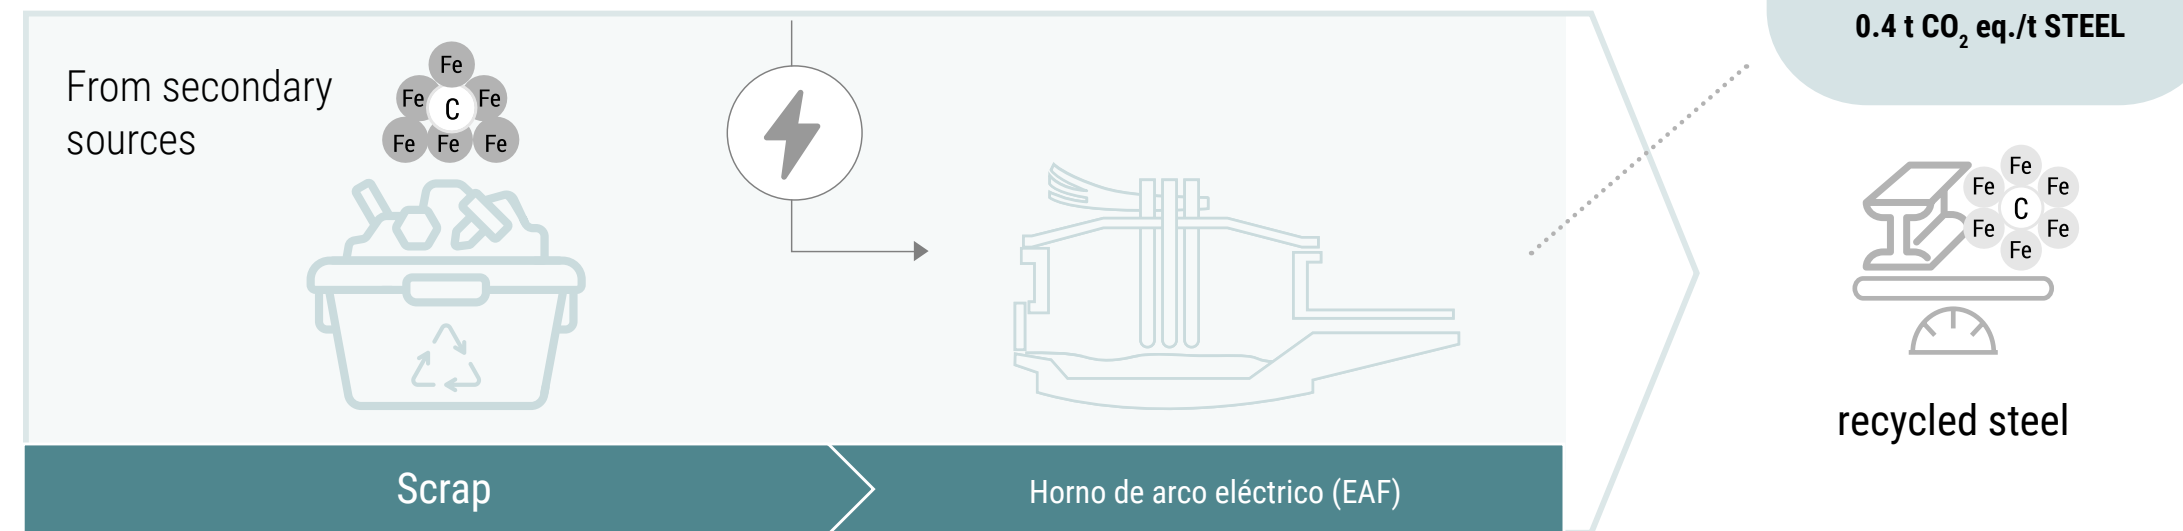 0.4 t CO₂ eq./t STEEL
From secondary
sources
Fe
Fe C Fe
Fe Fe Fe
Fe
Fe Fe
C
Fe Fe
Fe
recycled steel
Scrap
Horno de arco eléctrico (EAF)